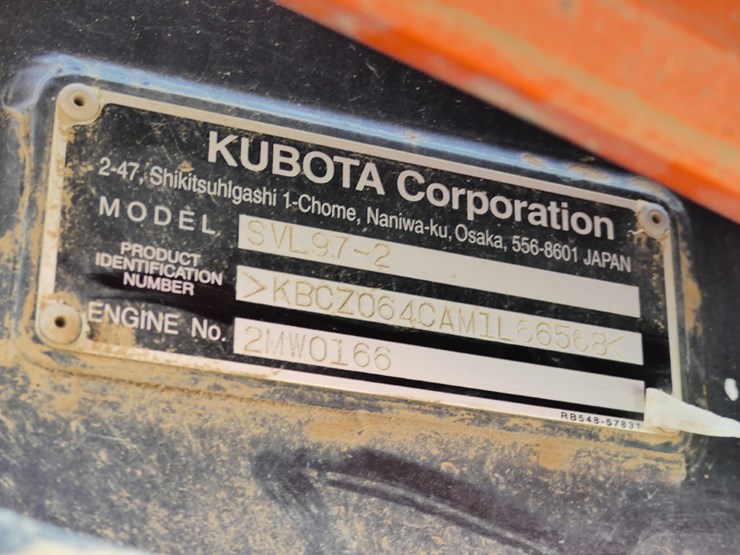 KUBOTA Corporation
2-47, Shikitsuhigashi 1-Chome, Naniwa-ku, Osaka, 556-8601 JAPAN
MODEL SVL97-2
PRODUCT
IDENTIFICATION
NUMBER >KBCZ064CAM1L66568<
ENGINE No. 2MW0166
RB548-57831